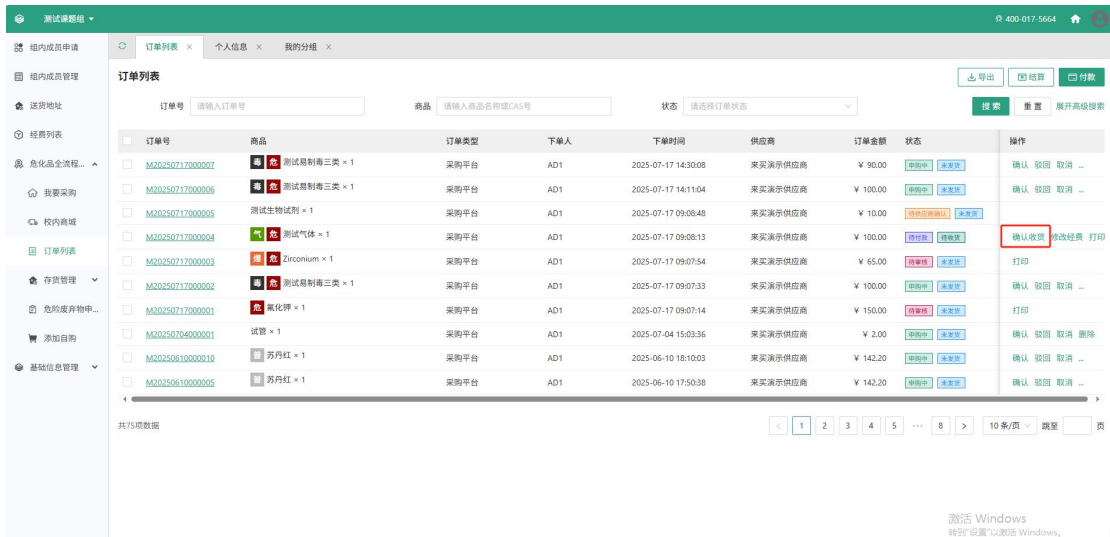 测试课题组 400-017-5664
组内成员申请
组内成员管理
送货地址
经费列表
危化品全流程...
我要采购
校内商城
订单列表
存货管理
危险废弃物申...
添加自购
基础信息管理
订单列表 × 个人信息 × 我的分组 ×
订单列表 导出 结算 付款
订单号 请输入订单号 商品 请输入商品名称或CAS号 状态 请选择订单状态 搜索 重置 展开高级搜索
订单号 商品 订单类型 下单人 下单时间 供应商 订单金额 状态 操作
M20250717000007 毒 危 测试易制毒三类 × 1 采购平台 AD1 2025-07-17 14:30:08 来买演示供应商 ¥ 90.00 申购中 未发货 确认 驳回 取消 ...
M20250717000006 毒 危 测试易制毒三类 × 1 采购平台 AD1 2025-07-17 14:11:04 来买演示供应商 ¥ 100.00 申购中 未发货 确认 驳回 取消 ...
M20250717000005 测试生物试剂 × 1 采购平台 AD1 2025-07-17 09:08:48 来买演示供应商 ¥ 10.00 待供应商确认 未发货
M20250717000004 气 危 测试气体 × 1 采购平台 AD1 2025-07-17 09:08:13 来买演示供应商 ¥ 100.00 待付款 待收货 确认收货 修改经费 打印
M20250717000003 爆 危 Zirconium × 1 采购平台 AD1 2025-07-17 09:07:54 来买演示供应商 ¥ 65.00 待审核 未发货 打印
M20250717000002 毒 危 测试易制毒三类 × 1 采购平台 AD1 2025-07-17 09:07:33 来买演示供应商 ¥ 100.00 申购中 未发货 确认 驳回 取消 ...
M20250717000001 危 氟化钾 × 1 采购平台 AD1 2025-07-17 09:07:14 来买演示供应商 ¥ 150.00 待审核 未发货 打印
M20250704000001 试管 × 1 采购平台 AD1 2025-07-04 15:03:36 来买演示供应商 ¥ 2.00 申购中 未发货 确认 驳回 取消 删除
M20250610000010 普 苏丹红 × 1 采购平台 AD1 2025-06-10 18:10:03 来买演示供应商 ¥ 142.20 申购中 未发货 确认 驳回 取消 ...
M20250610000005 普 苏丹红 × 1 采购平台 AD1 2025-06-10 17:50:38 来买演示供应商 ¥ 142.20 申购中 未发货 确认 驳回 取消 ...
共75项数据 < 1 2 3 4 5 ··· 8 > 10 条/页 跳至 页
激活 Windows
转到"设置"以激活 Windows。